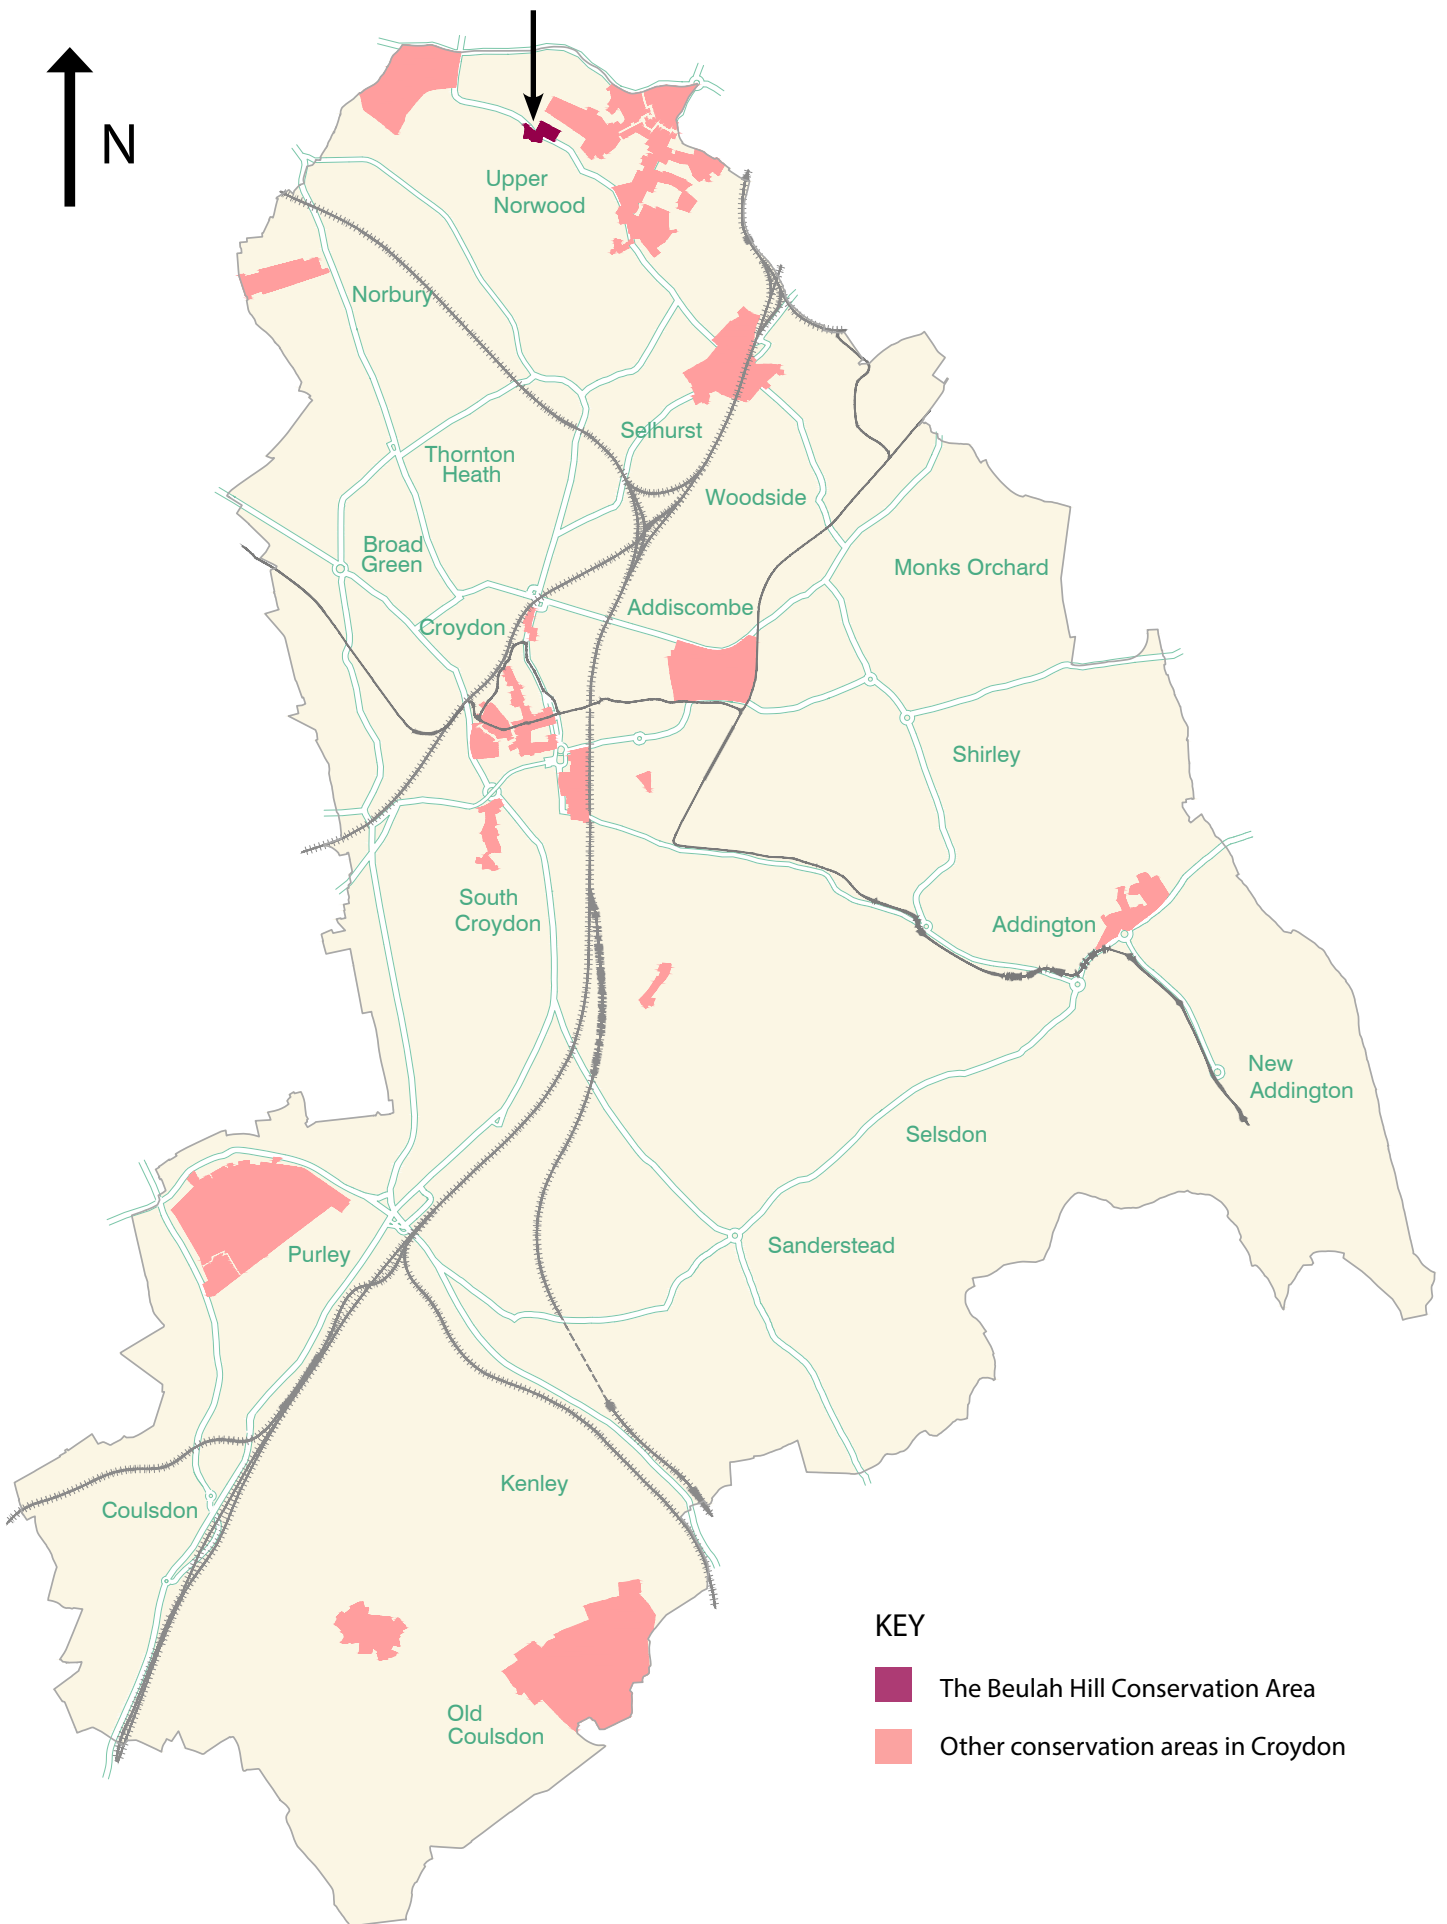 N
Upper
Norwood
Norbury
Selhurst
Thornton
Heath
Woodside
Broad
Green
Monks Orchard
Addiscombe
Croydon
Shirley
South
Croydon
Addington
New
Addington
Selsdon
Sanderstead
Purley
Kenley
Coulsdon
Old
Coulsdon
KEY
The Beulah Hill Conservation Area
Other conservation areas in Croydon